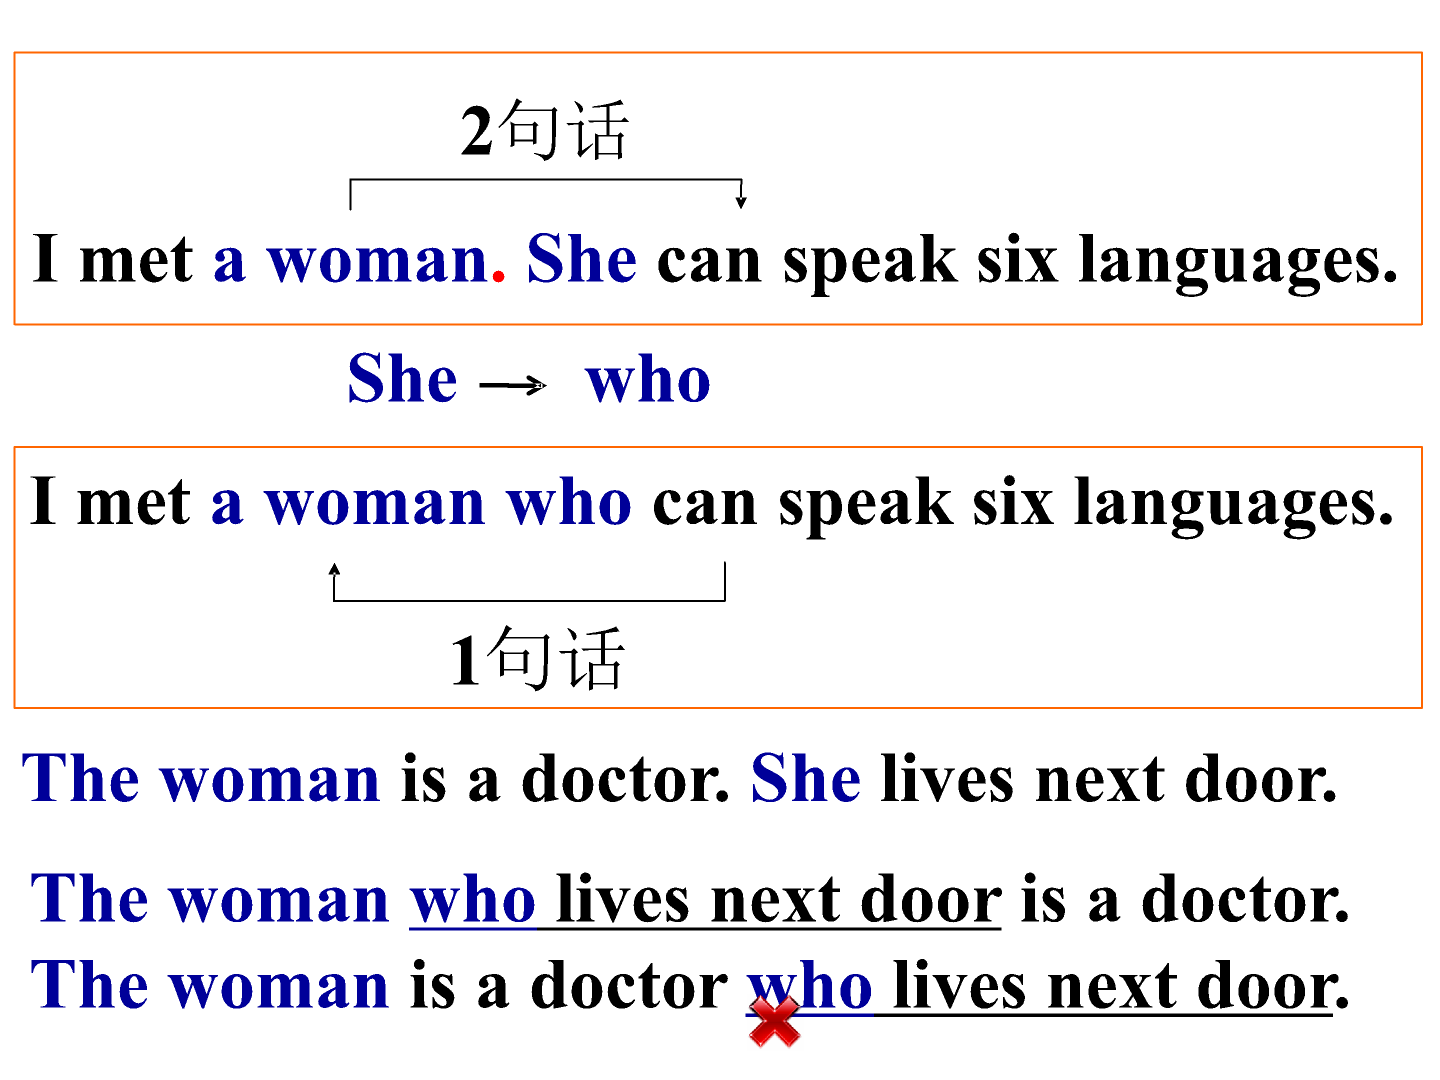 2句话
I met a woman. She can speak six languages.
She → who
I met a woman who can speak six languages.
1句话
The woman is a doctor. She lives next door.
The woman who lives next door is a doctor.
The woman is a doctor who lives next door.